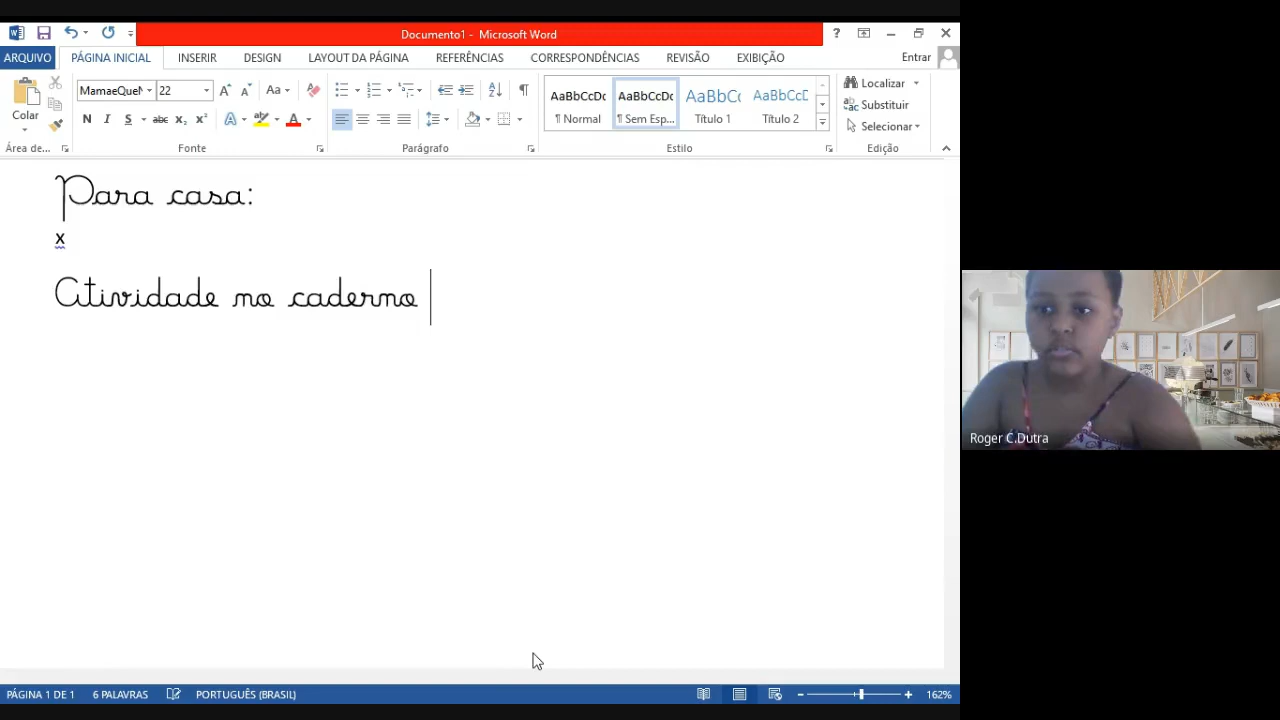 Documento1 - Microsoft Word
ARQUIVO PÁGINA INICIAL INSERIR DESIGN LAYOUT DA PÁGINA REFERÊNCIAS CORRESPONDÊNCIAS REVISÃO EXIBIÇÃO Entrar
Colar
Área de...
MamaeQueN 22
Fonte
Parágrafo
AaBbCcDc AaBbCcDc AaBbCc AaBbCcD
¶ Normal ¶ Sem Esp... Título 1 Título 2
Estilo
Localizar
Substituir
Selecionar
Edição
Para casa:
x
Atividade no caderno
Roger C.Dutra
PÁGINA 1 DE 1 6 PALAVRAS PORTUGUÊS (BRASIL) 162%